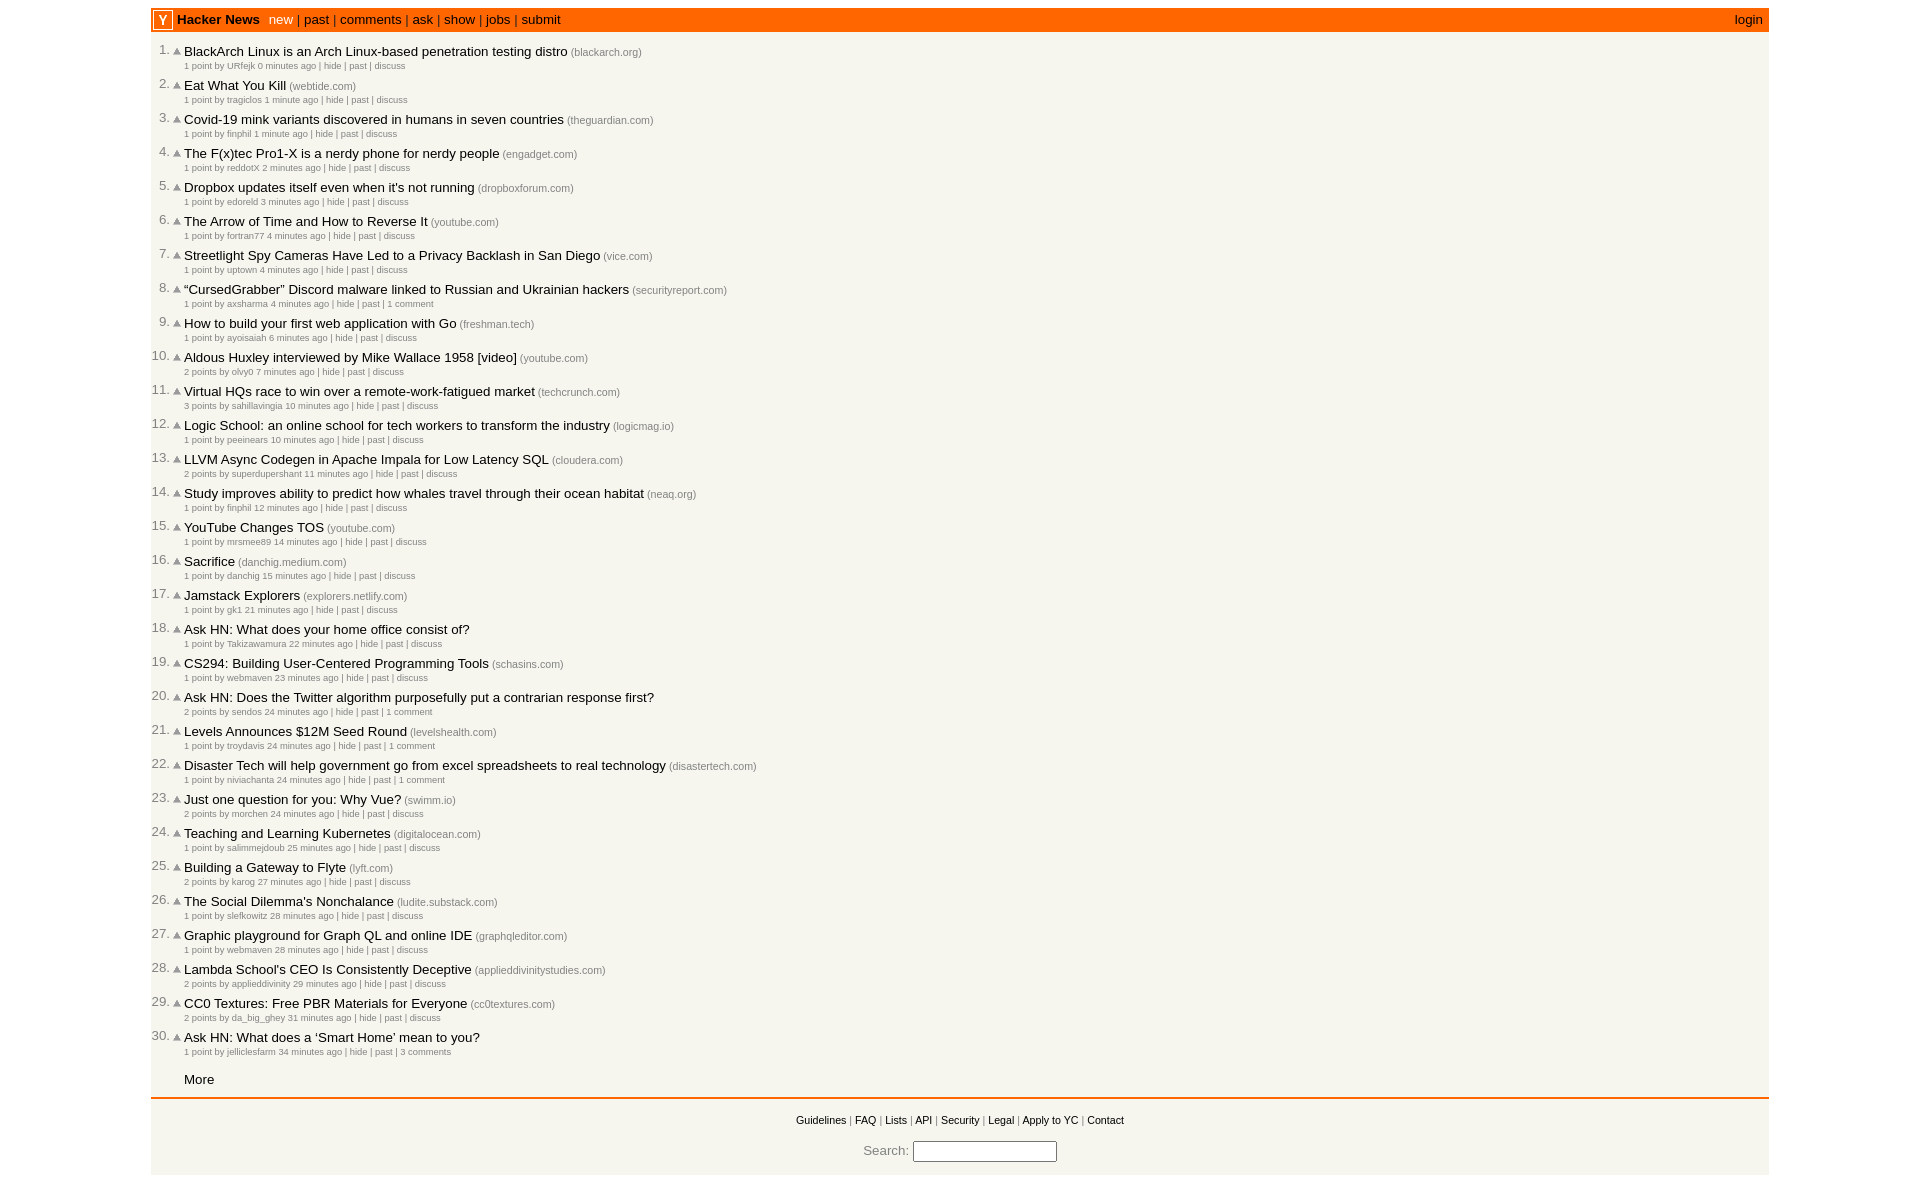 Y Hacker News new | past | comments | ask | show | jobs | submit login
1. BlackArch Linux is an Arch Linux-based penetration testing distro (blackarch.org)
1 point by URfejk 0 minutes ago | hide | past | discuss
2. Eat What You Kill (webtide.com)
1 point by tragiclos 1 minute ago | hide | past | discuss
3. Covid-19 mink variants discovered in humans in seven countries (theguardian.com)
1 point by finphil 1 minute ago | hide | past | discuss
4. The F(x)tec Pro1-X is a nerdy phone for nerdy people (engadget.com)
1 point by reddotX 2 minutes ago | hide | past | discuss
5. Dropbox updates itself even when it's not running (dropboxforum.com)
1 point by edoreld 3 minutes ago | hide | past | discuss
6. The Arrow of Time and How to Reverse It (youtube.com)
1 point by fortran77 4 minutes ago | hide | past | discuss
7. Streetlight Spy Cameras Have Led to a Privacy Backlash in San Diego (vice.com)
1 point by uptown 4 minutes ago | hide | past | discuss
8. “CursedGrabber” Discord malware linked to Russian and Ukrainian hackers (securityreport.com)
1 point by axsharma 4 minutes ago | hide | past | 1 comment
9. How to build your first web application with Go (freshman.tech)
1 point by ayoisaiah 6 minutes ago | hide | past | discuss
10. Aldous Huxley interviewed by Mike Wallace 1958 [video] (youtube.com)
2 points by olvy0 7 minutes ago | hide | past | discuss
11. Virtual HQs race to win over a remote-work-fatigued market (techcrunch.com)
3 points by sahillavingia 10 minutes ago | hide | past | discuss
12. Logic School: an online school for tech workers to transform the industry (logicmag.io)
1 point by peeinears 10 minutes ago | hide | past | discuss
13. LLVM Async Codegen in Apache Impala for Low Latency SQL (cloudera.com)
2 points by superdupershant 11 minutes ago | hide | past | discuss
14. Study improves ability to predict how whales travel through their ocean habitat (neaq.org)
1 point by finphil 12 minutes ago | hide | past | discuss
15. YouTube Changes TOS (youtube.com)
1 point by mrsmee89 14 minutes ago | hide | past | discuss
16. Sacrifice (danchig.medium.com)
1 point by danchig 15 minutes ago | hide | past | discuss
17. Jamstack Explorers (explorers.netlify.com)
1 point by gk1 21 minutes ago | hide | past | discuss
18. Ask HN: What does your home office consist of?
1 point by Takizawamura 22 minutes ago | hide | past | discuss
19. CS294: Building User-Centered Programming Tools (schasins.com)
1 point by webmaven 23 minutes ago | hide | past | discuss
20. Ask HN: Does the Twitter algorithm purposefully put a contrarian response first?
2 points by sendos 24 minutes ago | hide | past | 1 comment
21. Levels Announces $12M Seed Round (levelshealth.com)
1 point by troydavis 24 minutes ago | hide | past | 1 comment
22. Disaster Tech will help government go from excel spreadsheets to real technology (disastertech.com)
1 point by niviachanta 24 minutes ago | hide | past | 1 comment
23. Just one question for you: Why Vue? (swimm.io)
2 points by morchen 24 minutes ago | hide | past | discuss
24. Teaching and Learning Kubernetes (digitalocean.com)
1 point by salimmejdoub 25 minutes ago | hide | past | discuss
25. Building a Gateway to Flyte (lyft.com)
2 points by karog 27 minutes ago | hide | past | discuss
26. The Social Dilemma's Nonchalance (ludite.substack.com)
1 point by slefkowitz 28 minutes ago | hide | past | discuss
27. Graphic playground for Graph QL and online IDE (graphqleditor.com)
1 point by webmaven 28 minutes ago | hide | past | discuss
28. Lambda School's CEO Is Consistently Deceptive (applieddivinitystudies.com)
2 points by applieddivinity 29 minutes ago | hide | past | discuss
29. CC0 Textures: Free PBR Materials for Everyone (cc0textures.com)
2 points by da_big_ghey 31 minutes ago | hide | past | discuss
30. Ask HN: What does a ‘Smart Home’ mean to you?
1 point by jelliclesfarm 34 minutes ago | hide | past | 3 comments
More
Guidelines | FAQ | Lists | API | Security | Legal | Apply to YC | Contact
Search: